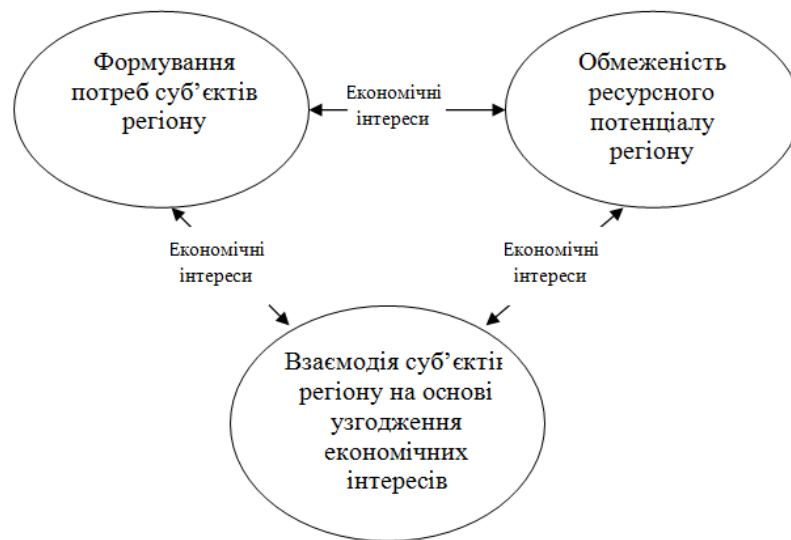 Формування
потреб суб’єктів
регіону
Економічні
інтереси
Обмеженість
ресурсного
потенціалу
регіону
Економічні
інтереси
Економічні
інтереси
Взаємодія суб’єктів
регіону на основі
узгодження
економічних
інтересів